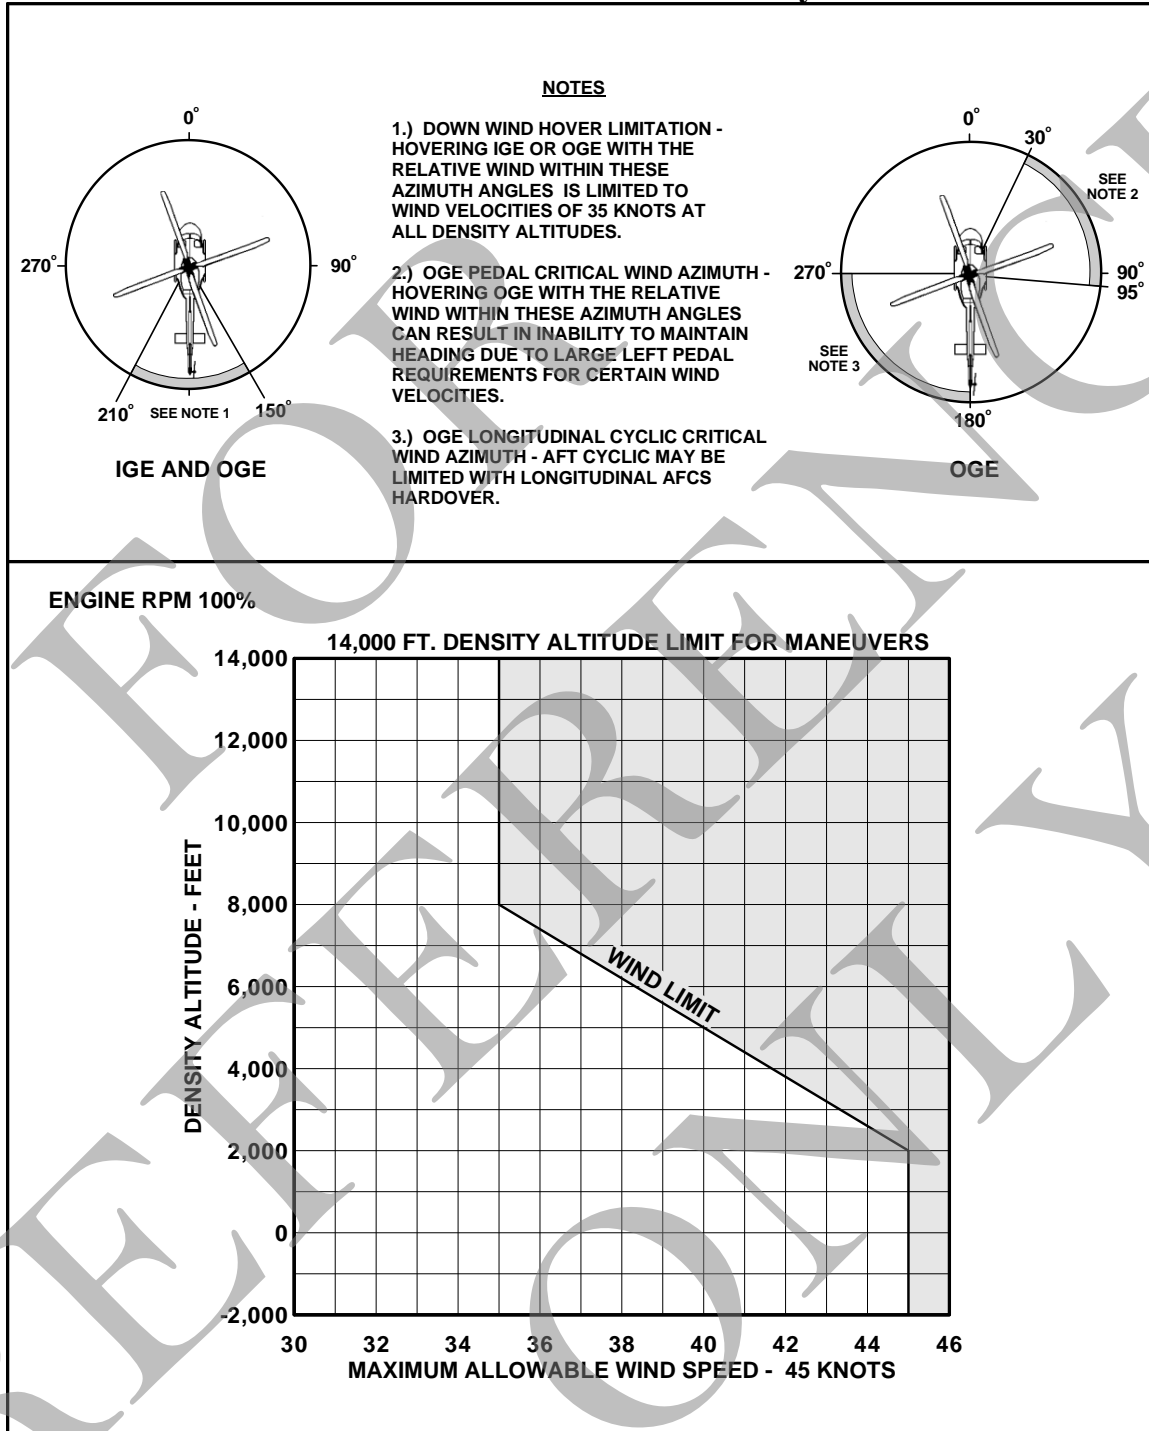 0°
270°
90°
210°
SEE NOTE 1
150°
IGE AND OGE
NOTES
1.) DOWN WIND HOVER LIMITATION -
HOVERING IGE OR OGE WITH THE
RELATIVE WIND WITHIN THESE
AZIMUTH ANGLES IS LIMITED TO
WIND VELOCITIES OF 35 KNOTS AT
ALL DENSITY ALTITUDES.
2.) OGE PEDAL CRITICAL WIND AZIMUTH -
HOVERING OGE WITH THE RELATIVE
WIND WITHIN THESE AZIMUTH ANGLES
CAN RESULT IN INABILITY TO MAINTAIN
HEADING DUE TO LARGE LEFT PEDAL
REQUIREMENTS FOR CERTAIN WIND
VELOCITIES.
3.) OGE LONGITUDINAL CYCLIC CRITICAL
WIND AZIMUTH - AFT CYCLIC MAY BE
LIMITED WITH LONGITUDINAL AFCS
HARDOVER.
0°
30°
SEE
NOTE 2
270°
90°
95°
SEE
NOTE 3
180°
OGE
ENGINE RPM 100%
14,000 FT. DENSITY ALTITUDE LIMIT FOR MANEUVERS
14,000
12,000
10,000
8,000
6,000
4,000
2,000
0
-2,000
DENSITY ALTITUDE - FEET
WIND LIMIT
30 32 34 36 38 40 42 44 46
MAXIMUM ALLOWABLE WIND SPEED - 45 KNOTS
FOR
REFERENC
ONLY